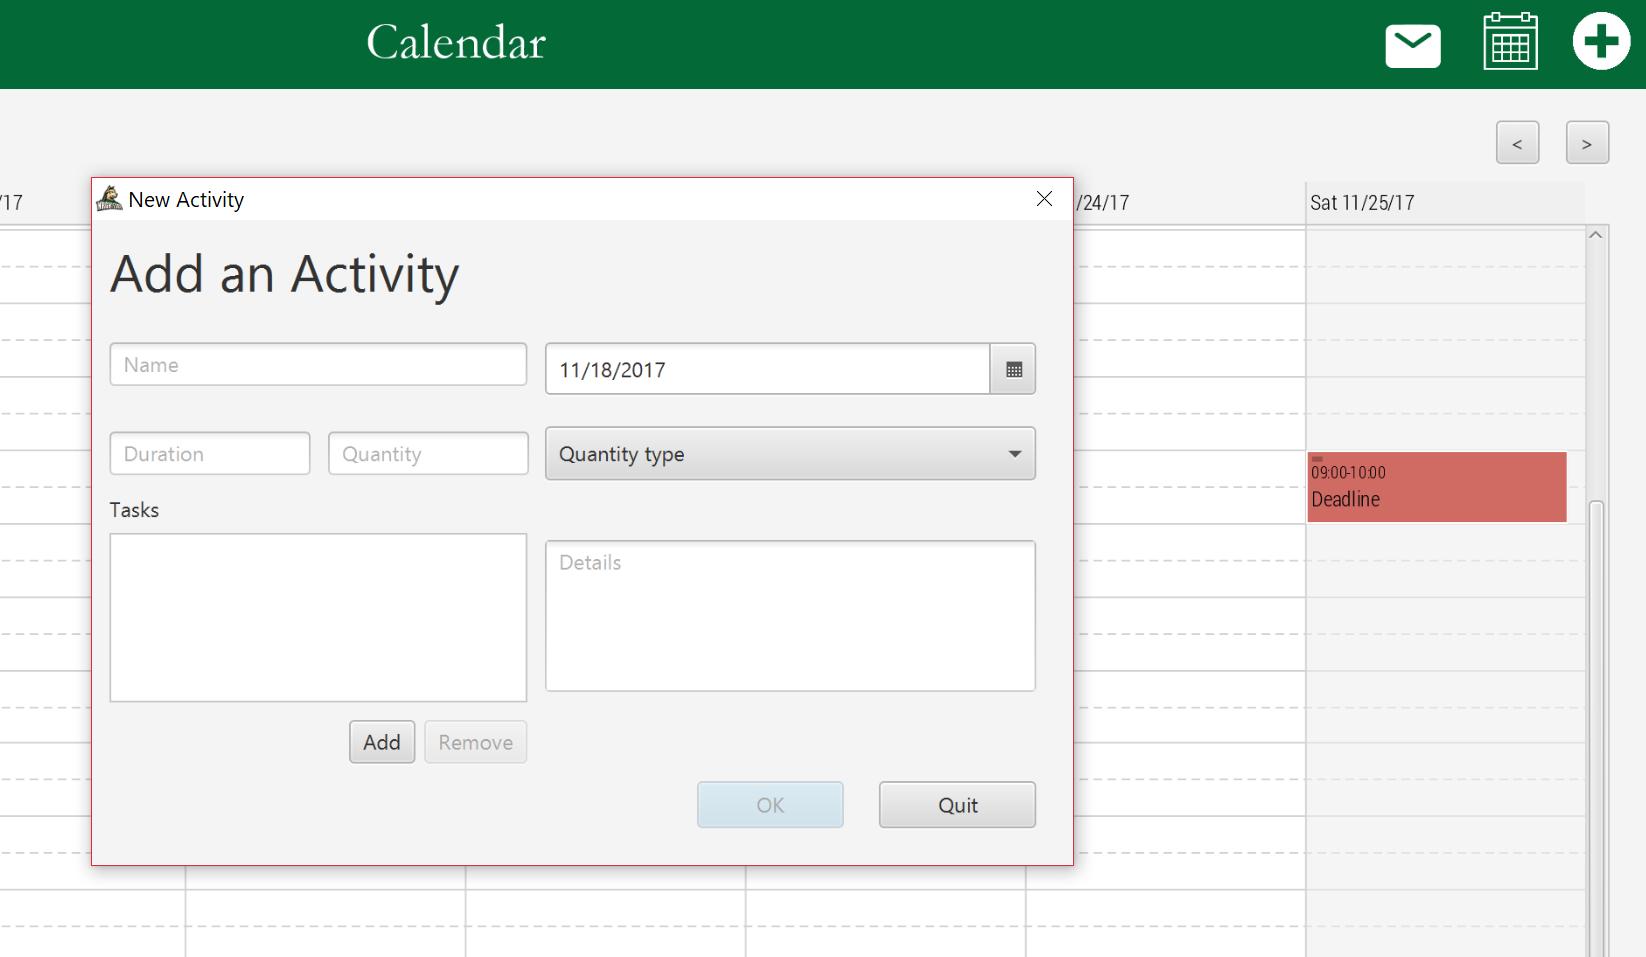 Calendar
<
>
/17
/24/17
Sat 11/25/17
New Activity
Add an Activity
Name
11/18/2017
Duration
Quantity
Quantity type
Tasks
Details
Add
Remove
OK
Quit
09:00-10:00
Deadline